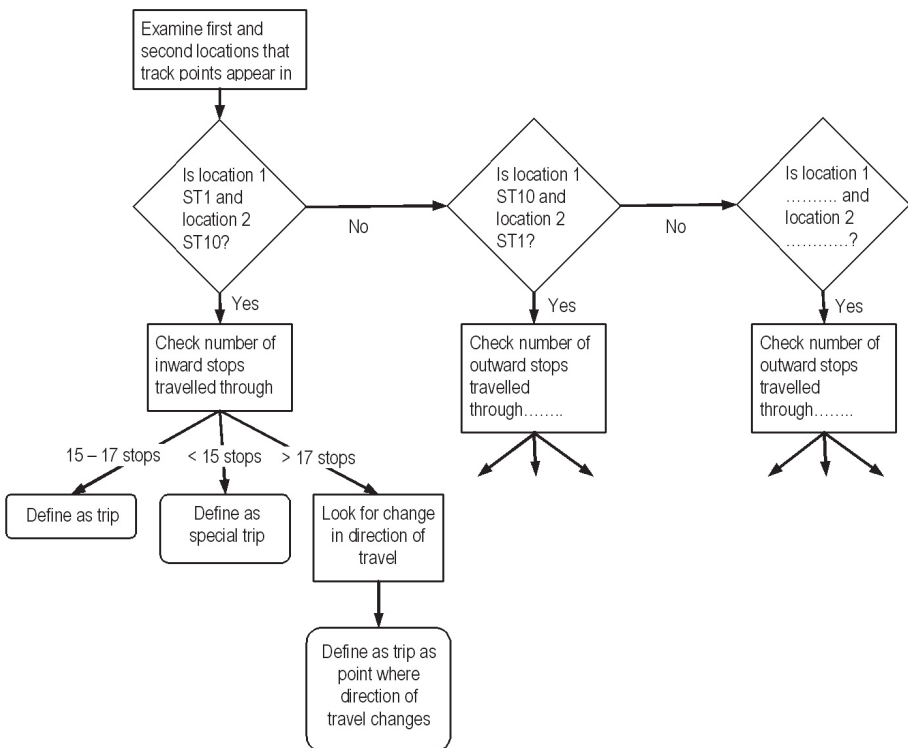 Examine first and
second locations that
track points appear in
Is location 1
ST1 and
location 2
ST10?
No
Is location 1
ST10 and
location 2
ST1?
No
Is location 1
.......... and
location 2
............?
Yes
Yes
Yes
Check number of
inward stops
travelled through
Check number of
outward stops
travelled
through........
Check number of
outward stops
travelled
through........
15 – 17 stops
< 15 stops
> 17 stops
Define as trip
Define as
special trip
Look for change
in direction of
travel
Define as trip as
point where
direction of
travel changes